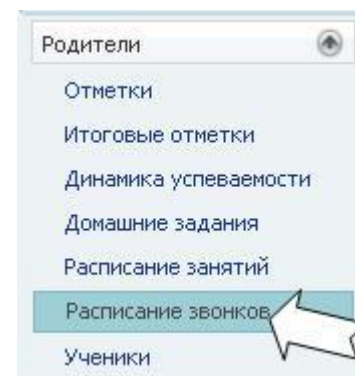 Родители
Отметки
Итоговые отметки
Динамика успеваемости
Домашние задания
Расписание занятий
Расписание звонков
Ученики